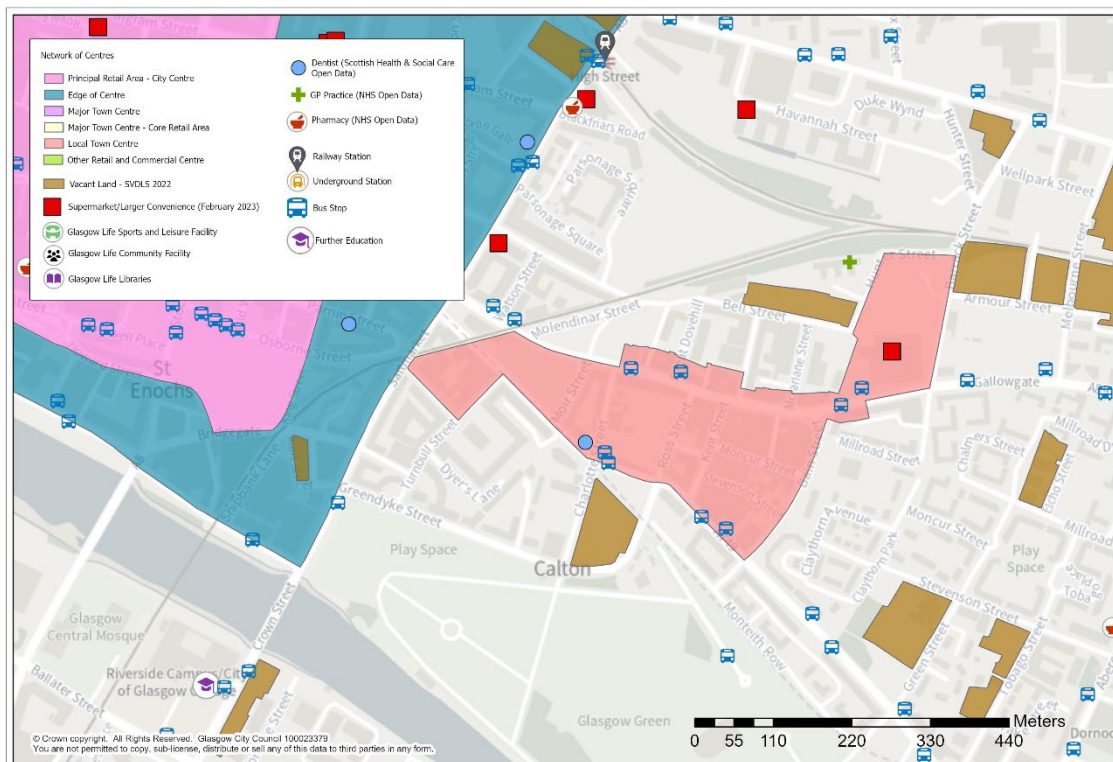 Network of Centres
Principal Retail Area - City Centre
Edge of Centre
Major Town Centre
Major Town Centre - Core Retail Area
Local Town Centre
Other Retail and Commercial Centre
Vacant Land - SVDLS 2022
Supermarket/Larger Convenience (February 2023)
Glasgow Life Sports and Leisure Facility
Glasgow Life Community Facility
Glasgow Life Libraries
Dentist (Scottish Health & Social Care
Open Data)
GP Practice (NHS Open Data)
Pharmacy (NHS Open Data)
Railway Station
Underground Station
Bus Stop
Further Education
High Street
Blackfriars Road
Parsonage Square
Parsonage Square
Havannah Street
Duke Wynd
Hunter Street
Wellpark Street
Watson Street
Molendinar Street
Bell Street
Armour Street
Melbourne Street
Gallowgate
Osborne Street
St
Enochs
Bridgegate
Shipbank Lane
Turnbull Street
Dyer's Lane
Greendyke Street
Moir Street
Charlotte
Ross Street
Kent Street
Moncur Street
Stevenson Street
Millroad Street
Chalmers Street
Claythorn Avenue
Claythorn Park
Moncur Street
Stevenson Street
Play
Space
Play Space
Calton
Monteith Row
Green Street
Tobago Street
Glasgow
Central Mosque
Crown Street
Riverside Campus/City
of Glasgow College
Ballater Street
Glasgow Green
Meters
0 55 110 220 330 440
© Crown copyright. All Rights Reserved. Glasgow City Council 100023379
You are not permitted to copy, sub-license, distribute or sell any of this data to third parties in any form.